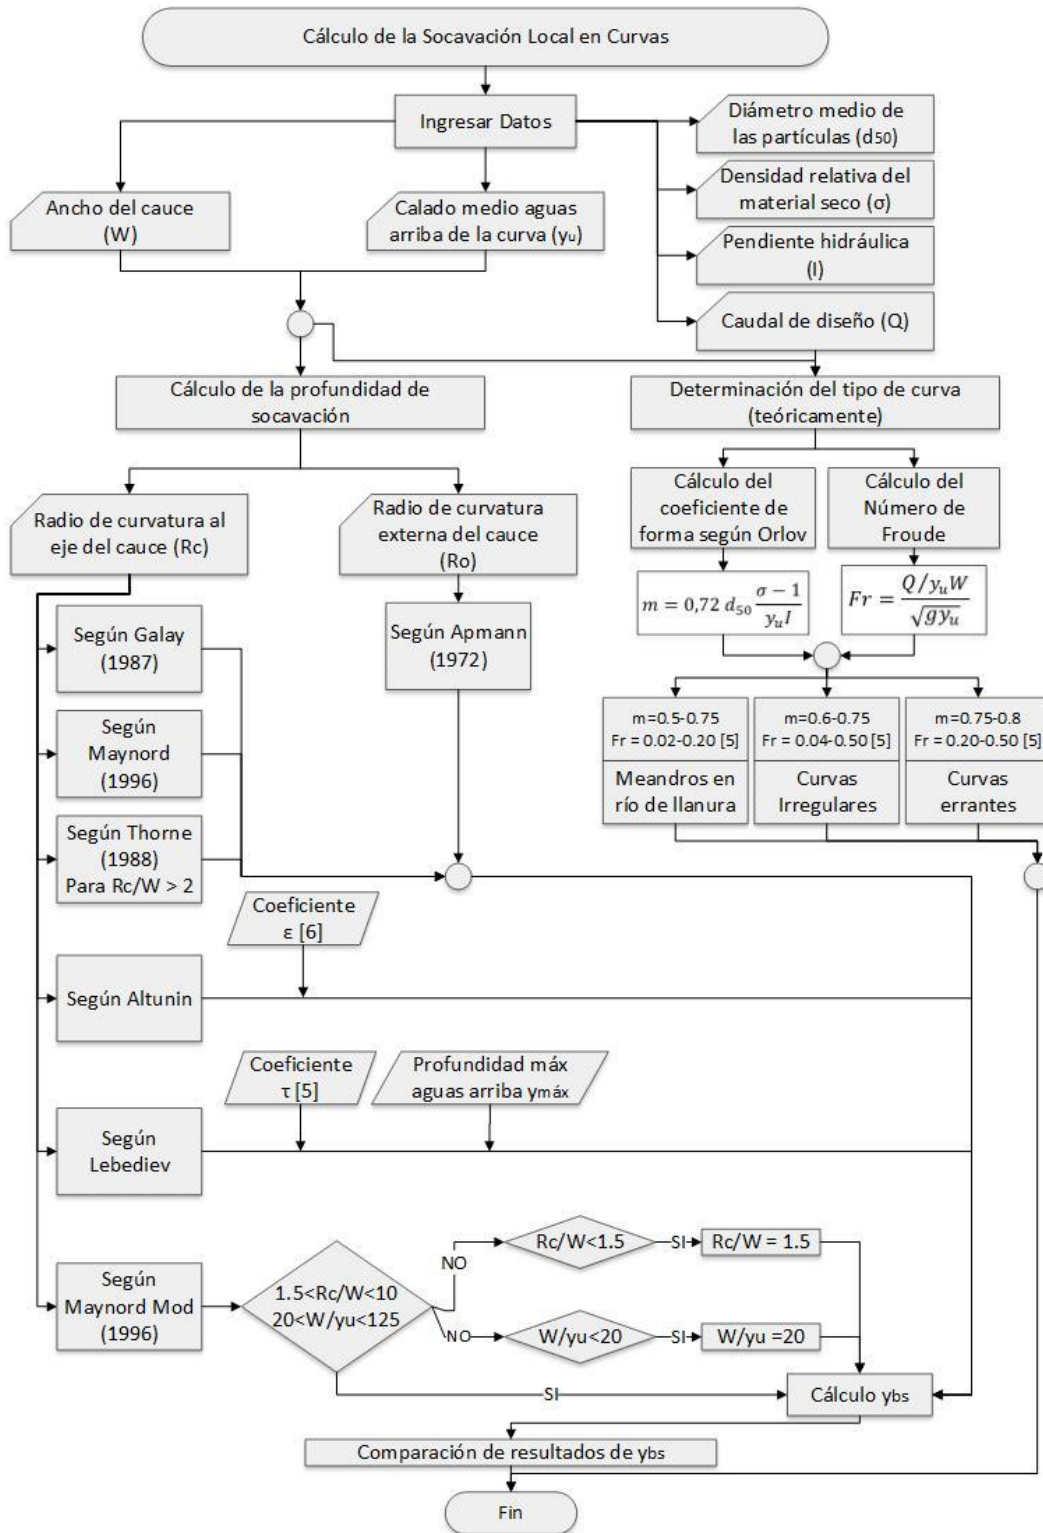 Cálculo de la Socavación Local en Curvas
Ingresar Datos
Diámetro medio de
las partículas (d50)
Densidad relativa del
material seco (σ)
Pendiente hidráulica
(I)
Caudal de diseño (Q)
Ancho del cauce
(W)
Calado medio aguas
arriba de la curva (yu)
Cálculo de la profundidad de
socavación
Determinación del tipo de curva
(teóricamente)
Radio de curvatura al
eje del cauce (Rc)
Radio de curvatura
externa del cauce
(Ro)
Cálculo del
coeficiente de
forma según Orlov
Cálculo del
Número de
Froude
m = 0,72 d50 (σ − 1)/(yu I)
Fr = (Q/yuW)/√(gyu)
Según Galay
(1987)
Según Apmann
(1972)
Según
Maynord
(1996)
m=0.5-0.75
Fr = 0.02-0.20 [5]
Meandros en
río de llanura
m=0.6-0.75
Fr = 0.04-0.50 [5]
Curvas
Irregulares
m=0.75-0.8
Fr = 0.20-0.50 [5]
Curvas
errantes
Según Thorne
(1988)
Para Rc/W > 2
Coeficiente
ε [6]
Según Altunin
Coeficiente
τ [5]
Profundidad máx
aguas arriba ymáx
Según
Lebediev
Según
Maynord Mod
(1996)
1.5<Rc/W<10
20<W/yu<125
NO
Rc/W<1.5
SI
Rc/W = 1.5
NO
W/yu<20
SI
W/yu =20
SI
Cálculo ybs
Comparación de resultados de ybs
Fin